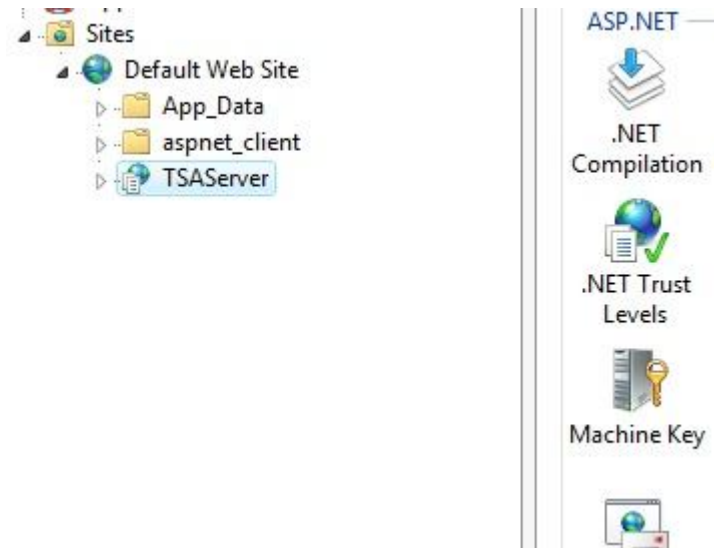 Sites
Default Web Site
App_Data
aspnet_client
TSAServer
ASP.NET
.NET
Compilation
.NET Trust
Levels
Machine Key